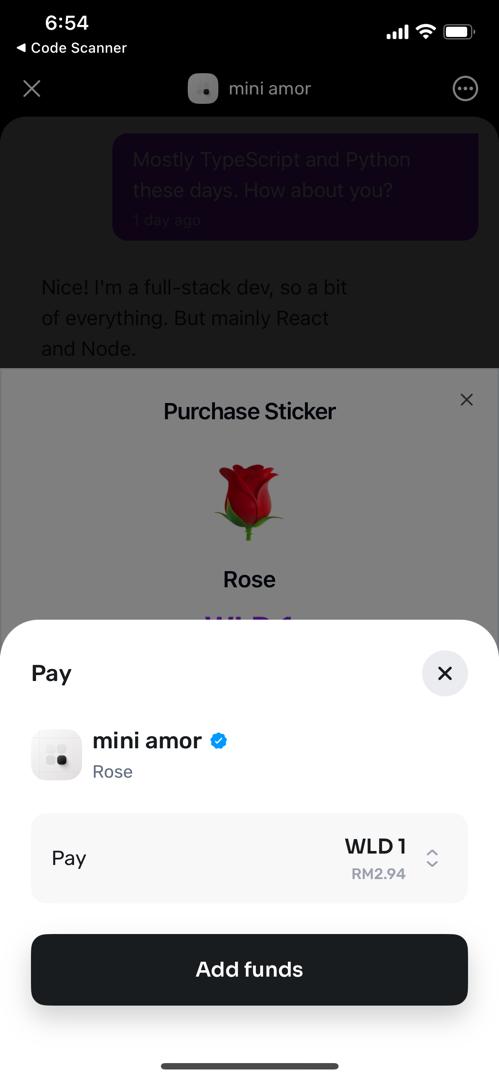 6:54
◀ Code Scanner
mini amor
Mostly TypeScript and Python
these days. How about you?
1 day ago
Nice! I'm a full-stack dev, so a bit
of everything. But mainly React
and Node.
Purchase Sticker
Rose
WLD 1
Pay
mini amor
Rose
Pay
WLD 1
RM2.94
Add funds